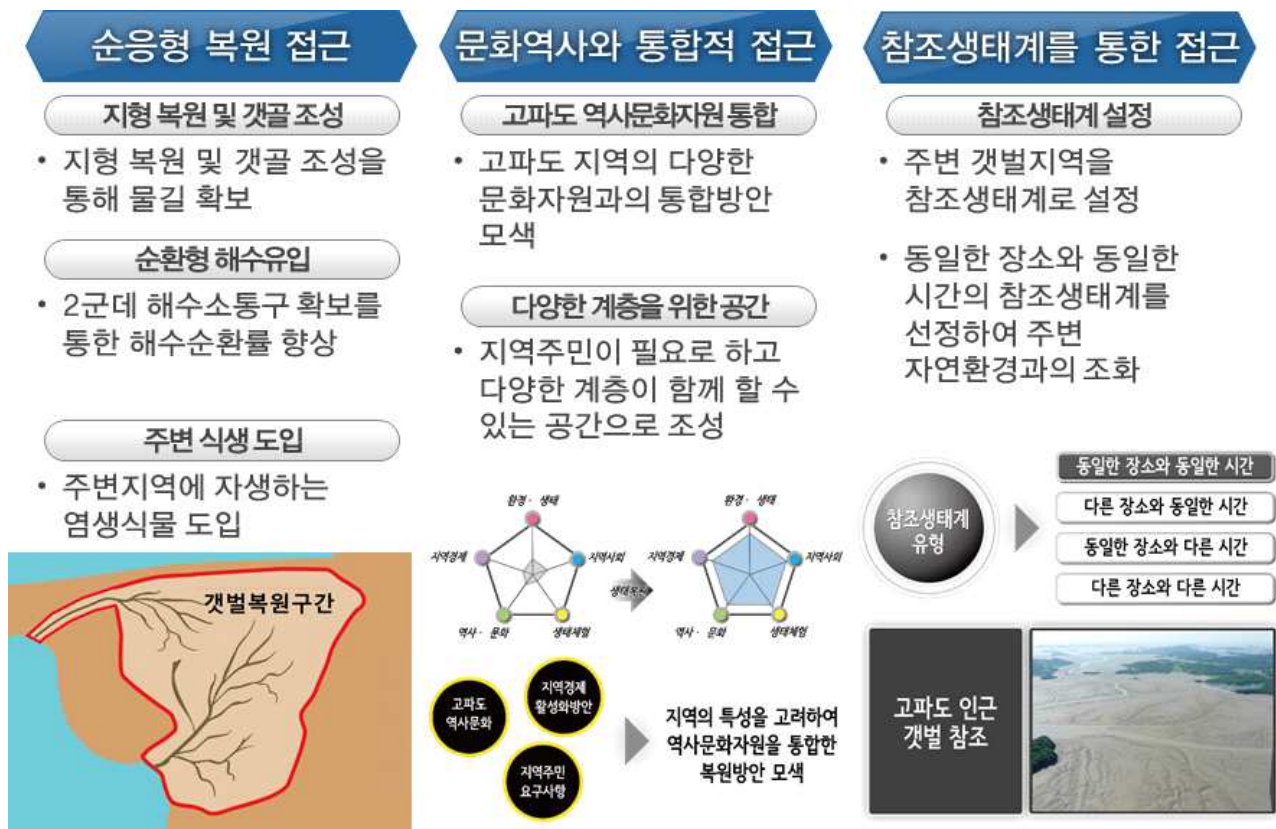 순응형 복원 접근
지형 복원 및 갯골 조성
• 지형 복원 및 갯골 조성을
통해 물길 확보
순환형 해수유입
• 2군데 해수소통구 확보를
통한 해수순환률 향상
주변 식생 도입
• 주변지역에 자생하는
염생식물 도입
갯벌복원구간
문화역사와 통합적 접근
고파도 역사문화자원 통합
• 고파도 지역의 다양한
문화자원과의 통합방안
모색
다양한 계층을 위한 공간
• 지역주민이 필요로 하고
다양한 계층이 함께 할 수
있는 공간으로 조성
환경· 생태
지역경제
지역사회
역사· 문화
생태체험
생태복원
환경· 생태
지역경제
지역사회
역사· 문화
생태체험
고파도
역사문화
지역경제
활성화방안
지역주민
요구사항
지역의 특성을 고려하여
역사문화자원을 통합한
복원방안 모색
참조생태계를 통한 접근
참조생태계 설정
• 주변 갯벌지역을
참조생태계로 설정
• 동일한 장소와 동일한
시간의 참조생태계를
선정하여 주변
자연환경과의 조화
참조생태계
유형
동일한 장소와 동일한 시간
다른 장소와 동일한 시간
동일한 장소와 다른 시간
다른 장소와 다른 시간
고파도 인근
갯벌 참조